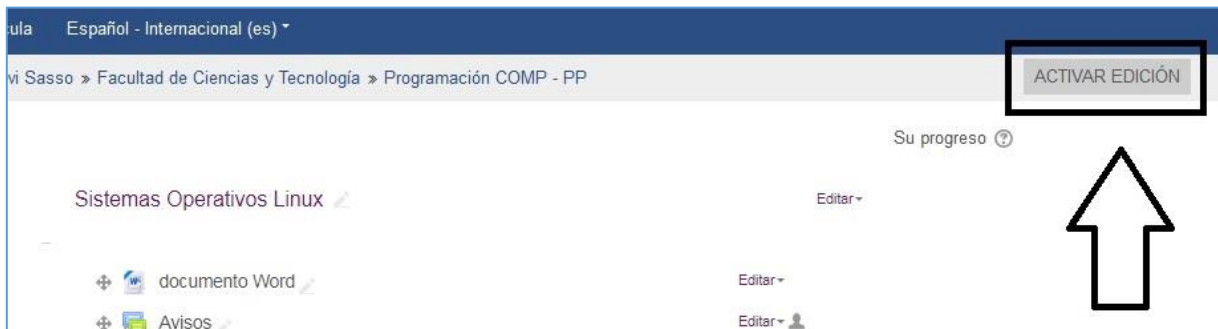 Español - Internacional (es)
Sasso » Facultad de Ciencias y Tecnología » Programación COMP - PP
ACTIVAR EDICIÓN
Su progreso
Sistemas Operativos Linux
Editar
documento Word
Editar
Avisos
Editar